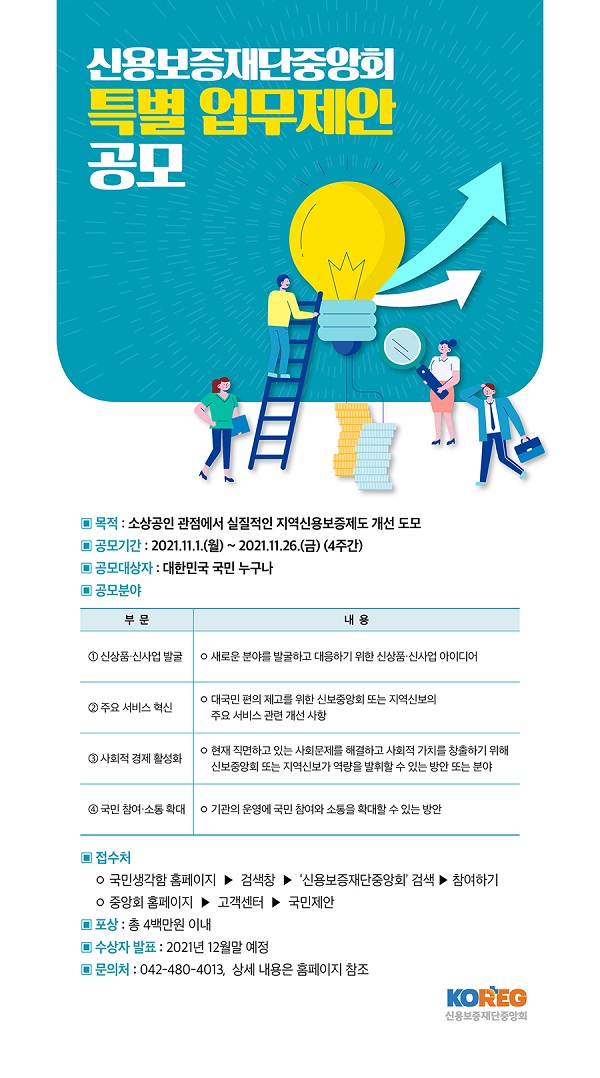 신용보증재단중앙회
특별 업무제안
공모
▣ 목적 : 소상공인 관점에서 실질적인 지역신용보증제도 개선 도모
▣ 공모기간 : 2021.11.1.(월) ~ 2021.11.26.(금) (4주간)
▣ 공모대상자 : 대한민국 국민 누구나
▣ 공모분야
부 문 내 용
① 신상품·신사업 발굴 ㅇ 새로운 분야를 발굴하고 대응하기 위한 신상품·신사업 아이디어
② 주요 서비스 혁신 ㅇ 대국민 편의 제고를 위한 신보중앙회 또는 지역신보의
주요 서비스 관련 개선 사항
③ 사회적 경제 활성화 ㅇ 현재 직면하고 있는 사회문제를 해결하고 사회적 가치를 창출하기 위해
신보중앙회 또는 지역신보가 역량을 발휘할 수 있는 방안 또는 분야
④ 국민 참여·소통 확대 ㅇ 기관의 운영에 국민 참여와 소통을 확대할 수 있는 방안
▣ 접수처
ㅇ 국민생각함 홈페이지 ▶ 검색창 ▶ '신용보증재단중앙회' 검색 ▶ 참여하기
ㅇ 중앙회 홈페이지 ▶ 고객센터 ▶ 국민제안
▣ 포상 : 총 4백만원 이내
▣ 수상자 발표 : 2021년 12월말 예정
▣ 문의처 : 042-480-4013, 상세 내용은 홈페이지 참조
KOREG
신용보증재단중앙회